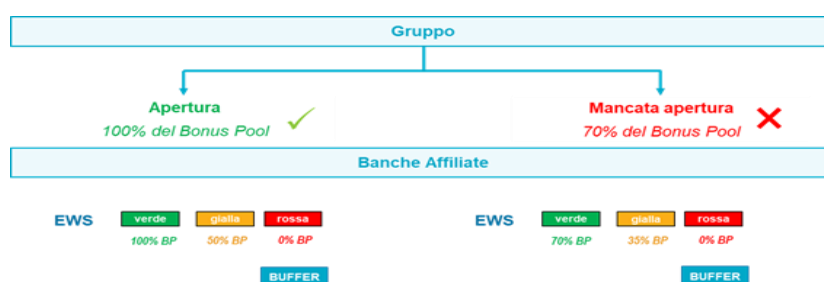 Gruppo
Apertura
100% del Bonus Pool
Mancata apertura
70% del Bonus Pool
Banche Affiliate
EWS verde gialla rossa
100% BP 50% BP 0% BP
BUFFER
EWS verde gialla rossa
70% BP 35% BP 0% BP
BUFFER